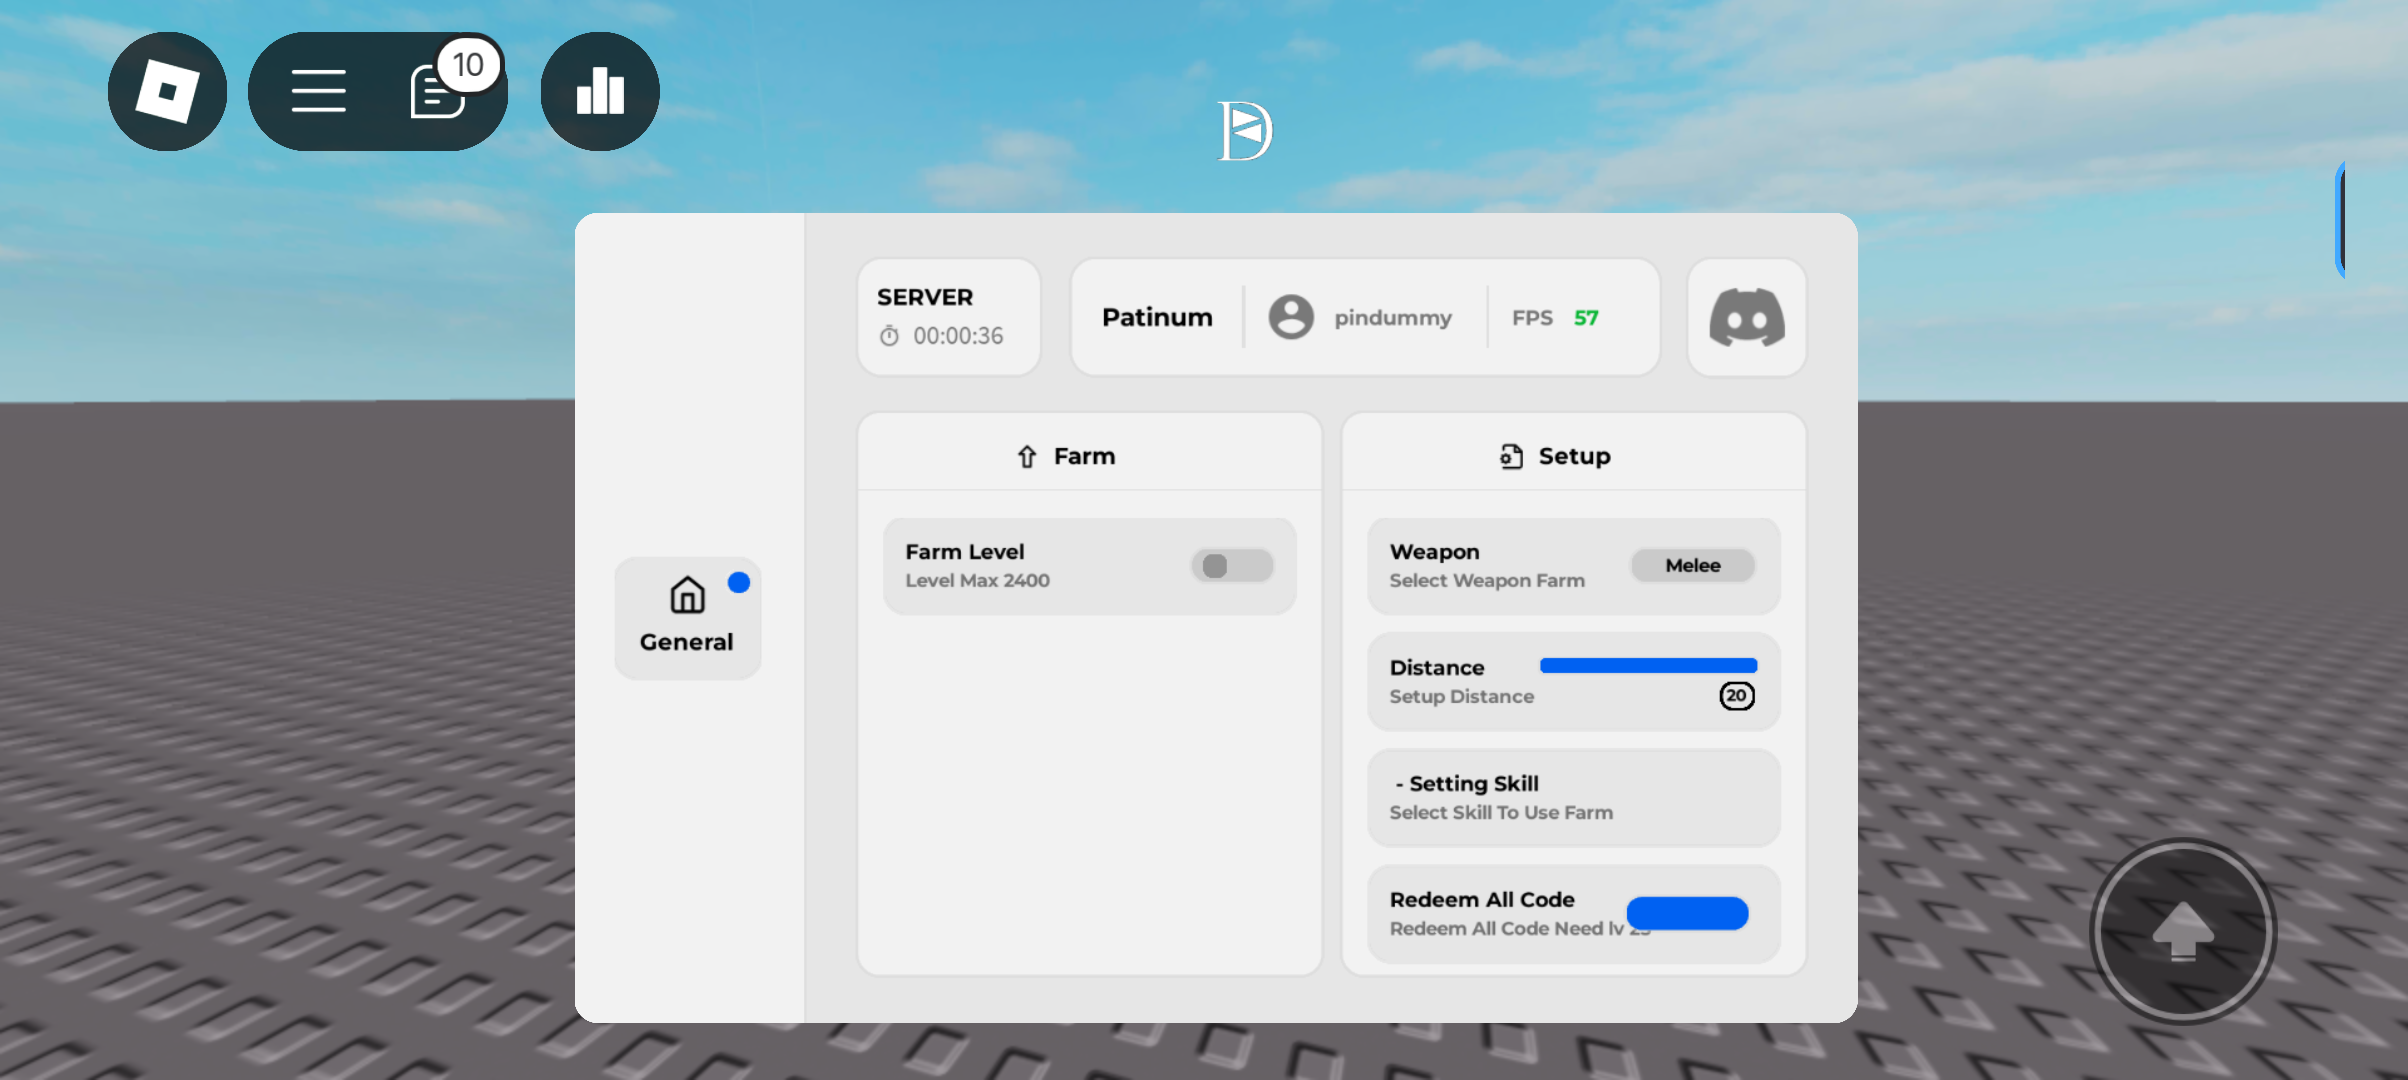 10
SERVER
00:00:36
Patinum
pindummy
FPS 57
Farm
Farm Level
Level Max 2400
Setup
Weapon
Select Weapon Farm
Melee
Distance
Setup Distance
20
- Setting Skill
Select Skill To Use Farm
Redeem All Code
Redeem All Code Need lv
General